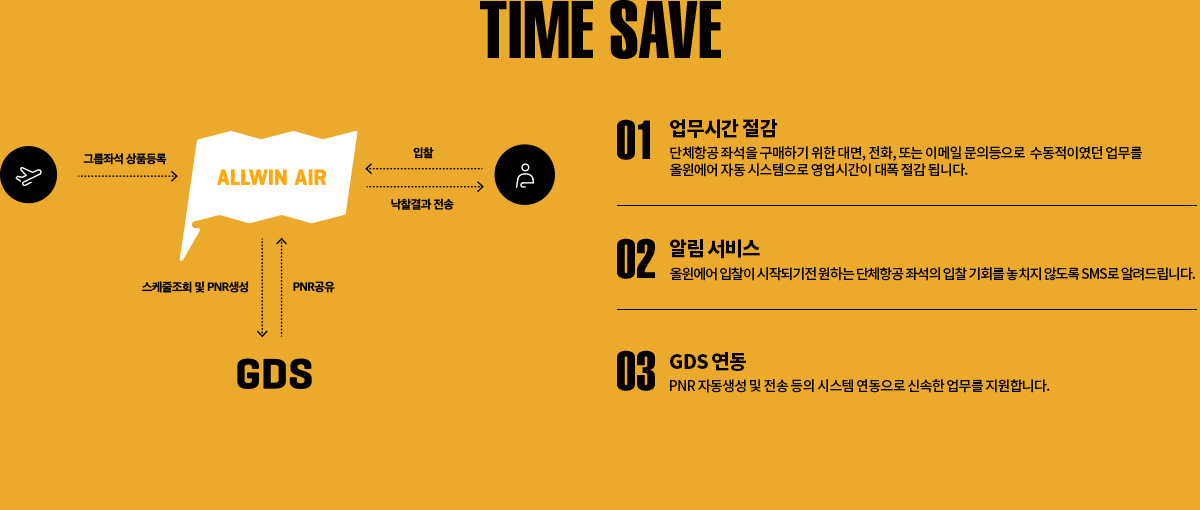 TIME SAVE
그룹좌석 상품등록
ALLWIN AIR
입찰
낙찰결과 전송
스케줄조회 및 PNR생성
PNR공유
GDS
01 업무시간 절감
단체항공 좌석을 구매하기 위한 대면, 전화, 또는 이메일 문의등으로 수동적이였던 업무를
올윈에어 자동 시스템으로 영업시간이 대폭 절감 됩니다.
02 알림 서비스
올윈에어 입찰이 시작되기전 원하는 단체항공 좌석의 입찰 기회를 놓치지 않도록 SMS로 알려드립니다.
03 GDS 연동
PNR 자동생성 및 전송 등의 시스템 연동으로 신속한 업무를 지원합니다.